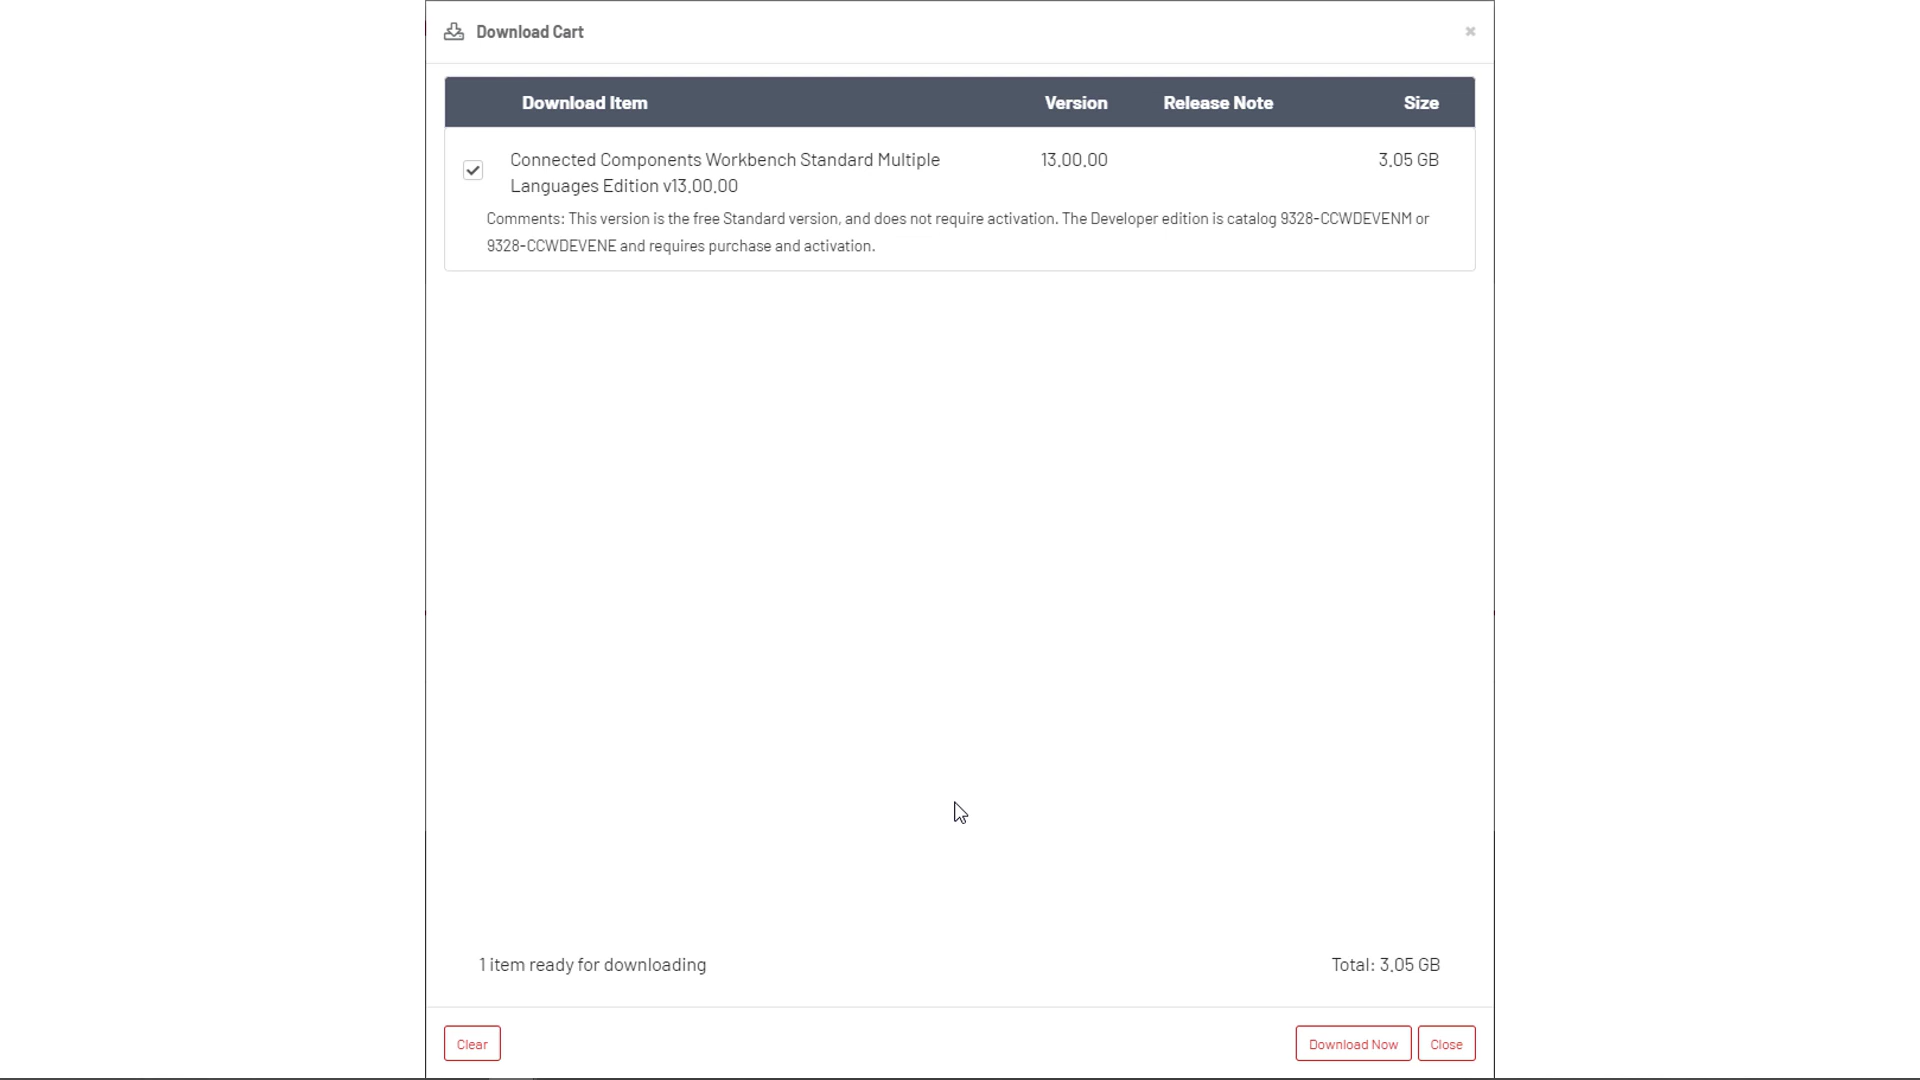 Download Cart
Download Item Version Release Note Size
Connected Components Workbench Standard Multiple 13.00.00 3.05 GB
Languages Edition v13.00.00
Comments: This version is the free Standard version, and does not require activation. The Developer edition is catalog 9328-CCWDEVENM or
9328-CCWDEVENE and requires purchase and activation.
1 item ready for downloading Total: 3.05 GB
Clear Download Now Close